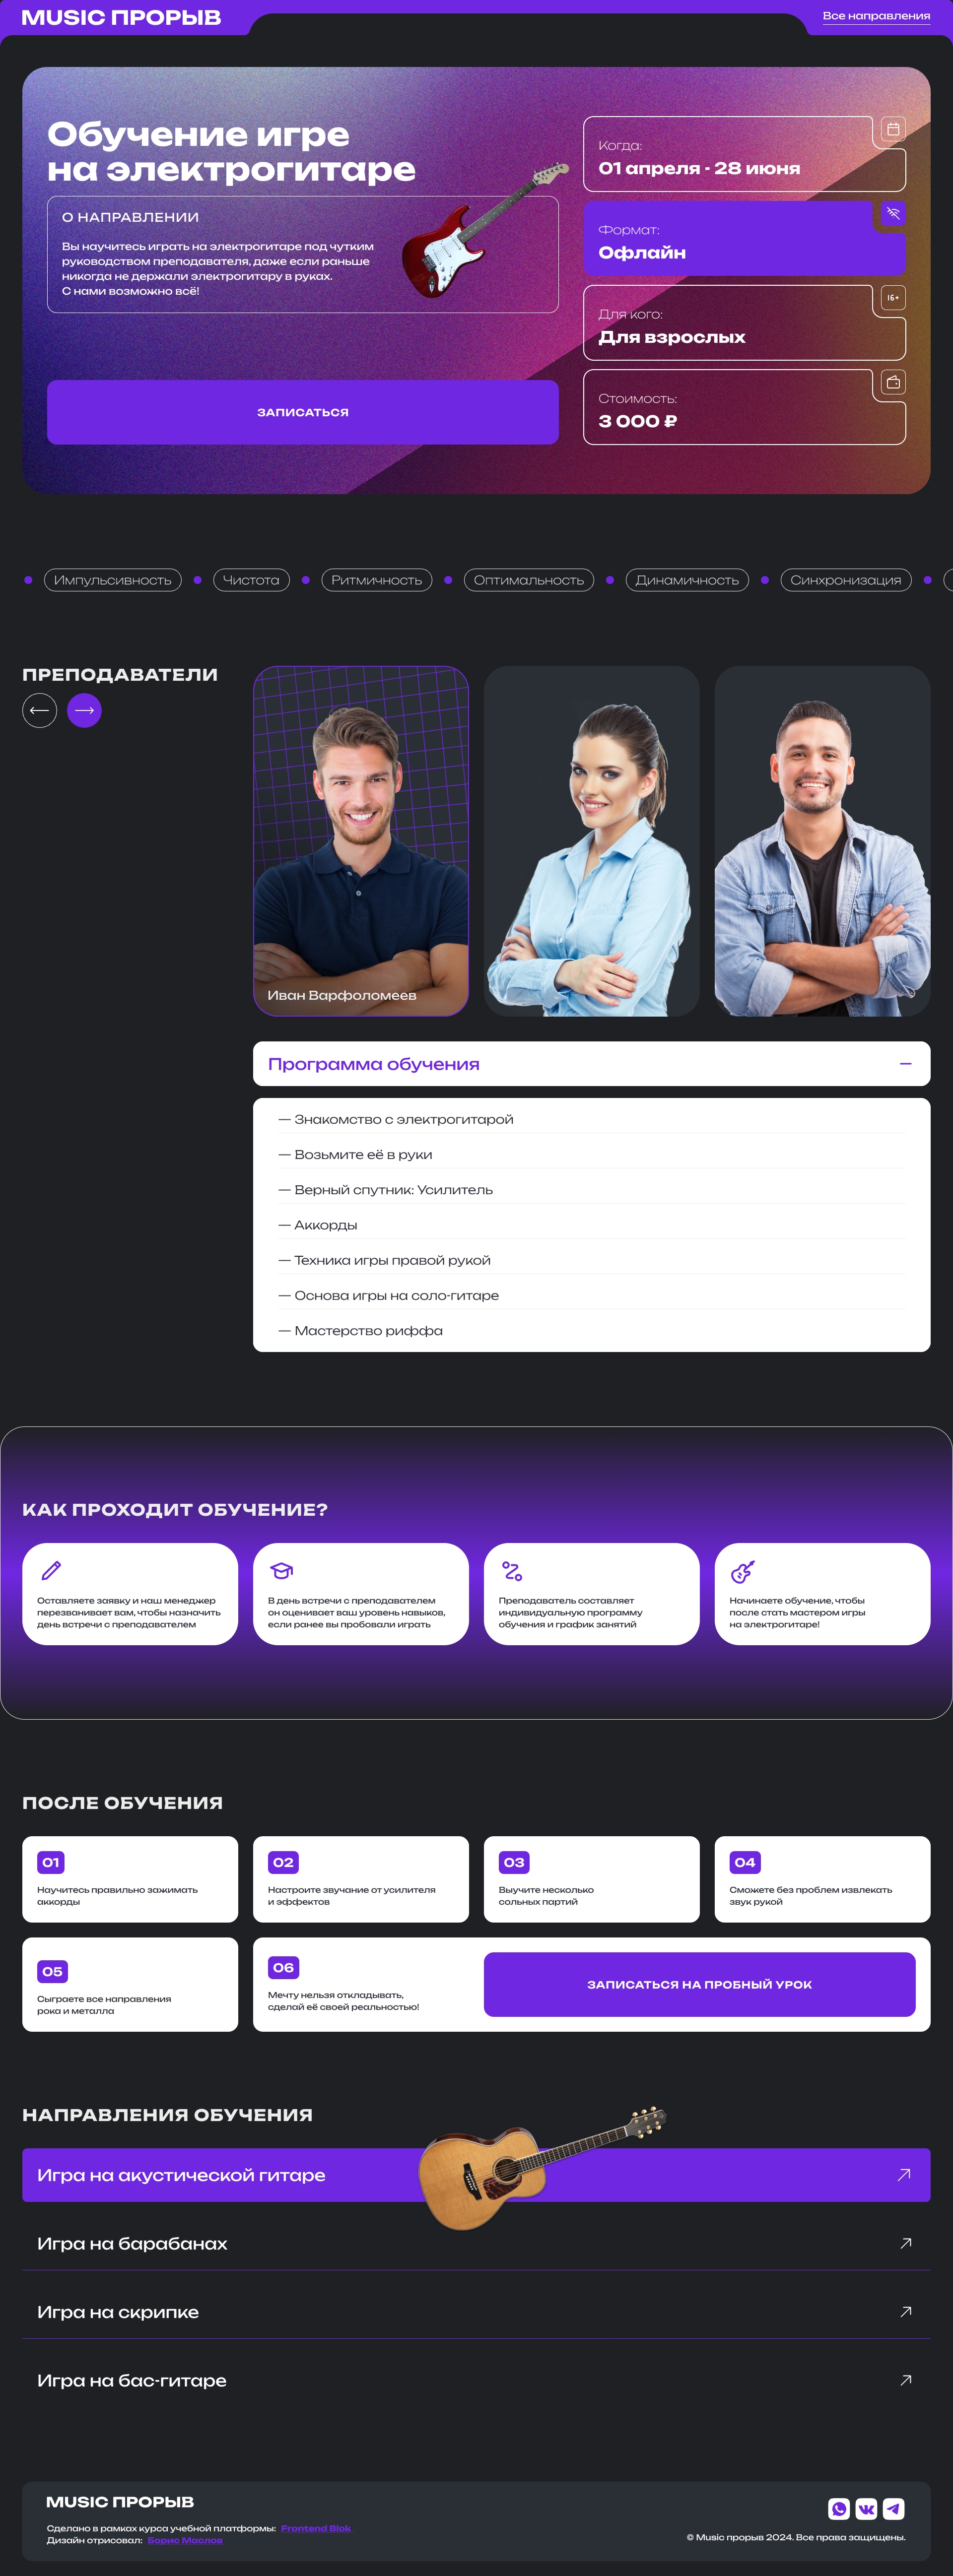 MUSIC ПРОРЫВ
Все направления
Обучение игре
на электрогитаре
О НАПРАВЛЕНИИ
Вы научитесь играть на электрогитаре под чутким
руководством преподавателя, даже если раньше
никогда не держали электрогитару в руках.
С нами возможно всё!
ЗАПИСАТЬСЯ
Когда:
01 апреля - 28 июня
Формат:
Офлайн
Для кого:
Для взрослых
16+
Стоимость:
3 000 ₽
Импульсивность
Чистота
Ритмичность
Оптимальность
Динамичность
Синхронизация
ПРЕПОДАВАТЕЛИ
Иван Варфоломеев
Программа обучения
— Знакомство с электрогитарой
— Возьмите её в руки
— Верный спутник: Усилитель
— Аккорды
— Техника игры правой рукой
— Основа игры на соло-гитаре
— Мастерство риффа
КАК ПРОХОДИТ ОБУЧЕНИЕ?
Оставляете заявку и наш менеджер
перезванивает вам, чтобы назначить
день встречи с преподавателем
В день встречи с преподавателем
он оценивает ваш уровень навыков,
если ранее вы пробовали играть
Преподаватель составляет
индивидуальную программу
обучения и график занятий
Начинаете обучение, чтобы
после стать мастером игры
на электрогитаре!
ПОСЛЕ ОБУЧЕНИЯ
01
Научитесь правильно зажимать
аккорды
02
Настроите звучание от усилителя
и эффектов
03
Выучите несколько
сольных партий
04
Сможете без проблем извлекать
звук рукой
05
Сыграете все направления
рока и металла
06
Мечту нельзя откладывать,
сделай её своей реальностью!
ЗАПИСАТЬСЯ НА ПРОБНЫЙ УРОК
НАПРАВЛЕНИЯ ОБУЧЕНИЯ
Игра на акустической гитаре
Игра на барабанах
Игра на скрипке
Игра на бас-гитаре
MUSIC ПРОРЫВ
Сделано в рамках курса учебной платформы: Frontend Blok
Дизайн отрисовал: Борис Маслов
© Music прорыв 2024. Все права защищены.